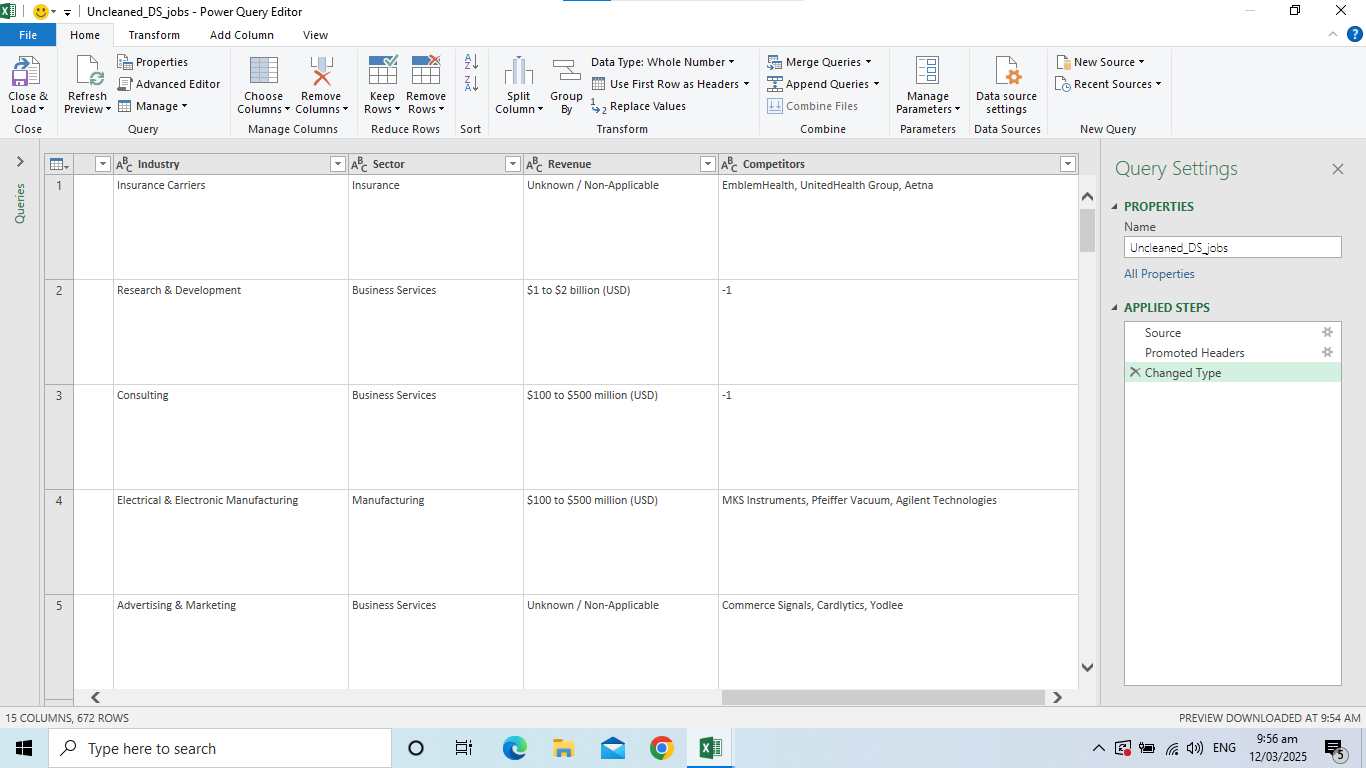 Uncleaned_DS_jobs - Power Query Editor
File Home Transform Add Column View
Close & Load
Refresh Preview
Properties
Advanced Editor
Manage
Choose Columns
Remove Columns
Keep Rows
Remove Rows
Split Column
Group By
Data Type: Whole Number
Use First Row as Headers
Replace Values
Merge Queries
Append Queries
Combine Files
Manage Parameters
Data source settings
New Source
Recent Sources
Close Query Manage Columns Reduce Rows Sort Transform Combine Parameters Data Sources New Query
Queries
Industry Sector Revenue Competitors
1 Insurance Carriers Insurance Unknown / Non-Applicable EmblemHealth, UnitedHealth Group, Aetna
2 Research & Development Business Services $1 to $2 billion (USD) -1
3 Consulting Business Services $100 to $500 million (USD) -1
4 Electrical & Electronic Manufacturing Manufacturing $100 to $500 million (USD) MKS Instruments, Pfeiffer Vacuum, Agilent Technologies
5 Advertising & Marketing Business Services Unknown / Non-Applicable Commerce Signals, Cardlytics, Yodlee
Query Settings
PROPERTIES
Name
Uncleaned_DS_jobs
All Properties
APPLIED STEPS
Source
Promoted Headers
Changed Type
15 COLUMNS, 672 ROWS
PREVIEW DOWNLOADED AT 9:54 AM
Type here to search
ENG
9:56 am
12/03/2025
5